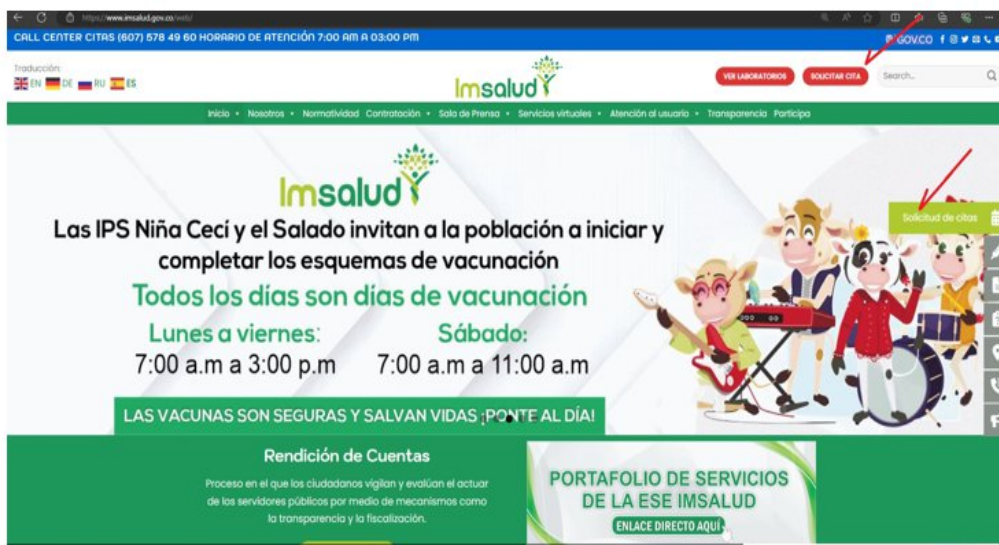 https://www.imsalud.gov.co/web/
CALL CENTER CITAS (607) 578 49 60 HORARIO DE ATENCIÓN 7:00 AM A 03:00 PM
GOV.CO
Traducción:
EN DE RU ES
Imsalud
VER LABORATORIOS
SOLICITAR CITA
Search...
Inicio Nosotros Normatividad Contratación Sala de Prensa Servicios virtuales Atención al usuario Transparencia Participa
Imsalud
Las IPS Niña Cecí y el Salado invitan a la población a iniciar y
completar los esquemas de vacunación
Todos los días son días de vacunación
Lunes a viernes:
7:00 a.m a 3:00 p.m
Sábado:
7:00 a.m a 11:00 a.m
LAS VACUNAS SON SEGURAS Y SALVAN VIDAS ¡PONTE AL DÍA!
Solicitud de citas
Rendición de Cuentas
Proceso en el que los ciudadanos vigilan y evalúan el actuar
de los servidores públicos por medio de mecanismos como
la transparencia y la fiscalización.
PORTAFOLIO DE SERVICIOS
DE LA ESE IMSALUD
ENLACE DIRECTO AQUÍ